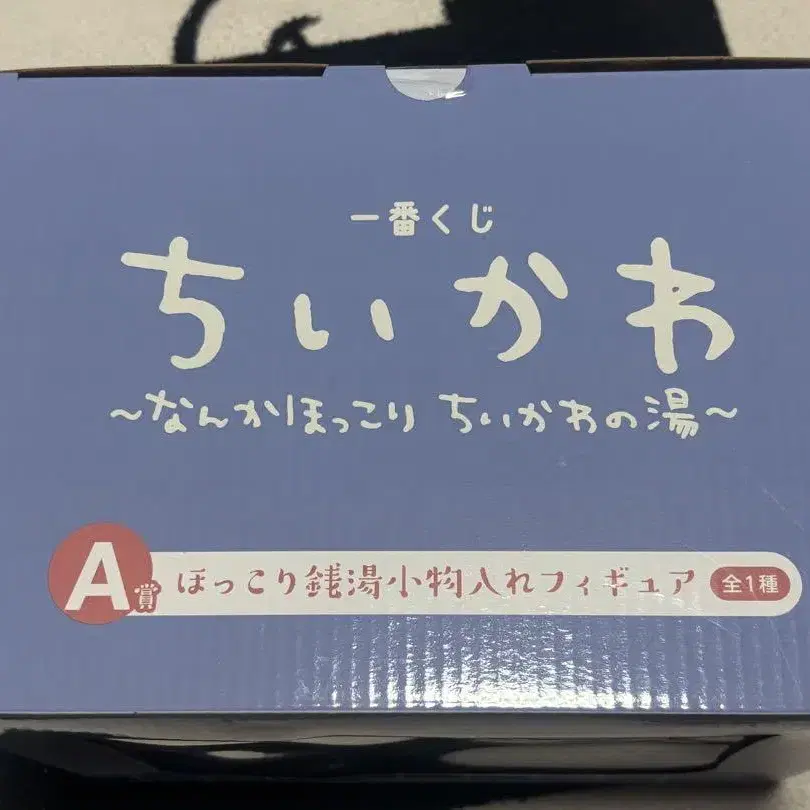 一番くじ
ちいかわ
～なんかほっこり ちいかわの湯～
A賞 ほっこり銭湯小物入れフィギュア 全1種